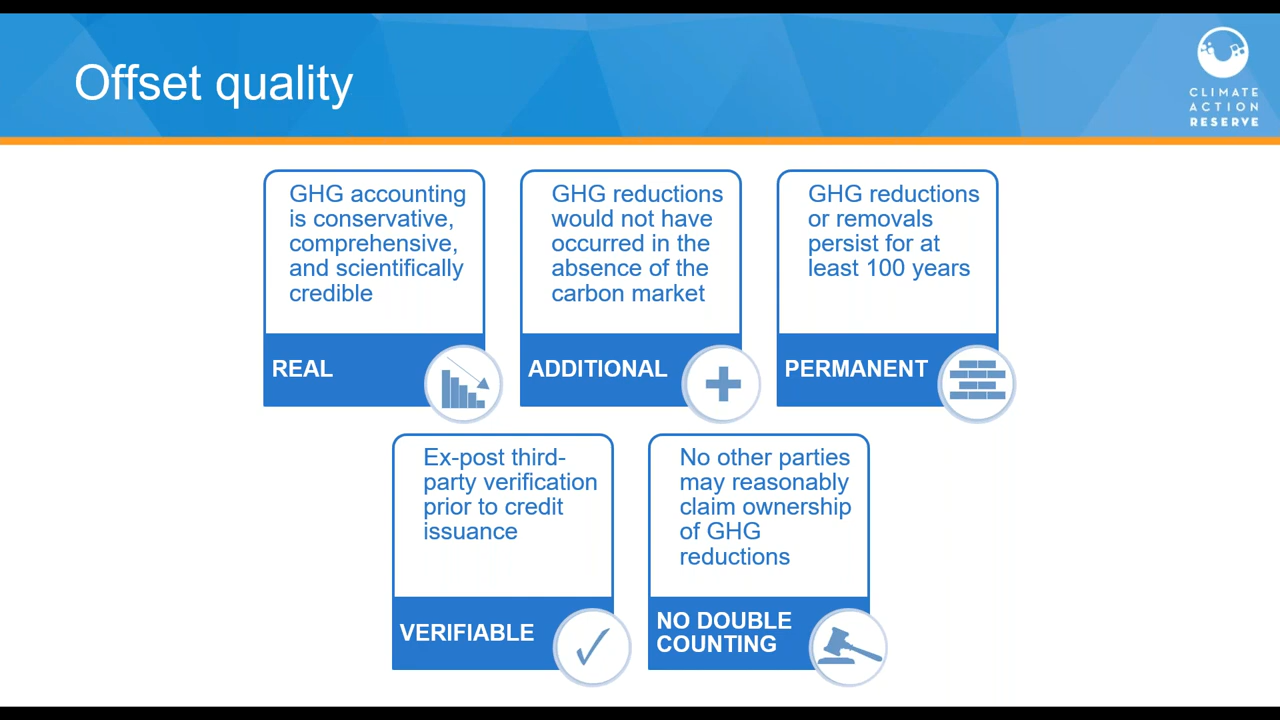 Offset quality
CLIMATE
ACTION
RESERVE
GHG accounting
is conservative,
comprehensive,
and scientifically
credible
REAL
GHG reductions
would not have
occurred in the
absence of the
carbon market
ADDITIONAL
GHG reductions
or removals
persist for at
least 100 years
PERMANENT
Ex-post third-
party verification
prior to credit
issuance
VERIFIABLE
No other parties
may reasonably
claim ownership
of GHG
reductions
NO DOUBLE
COUNTING